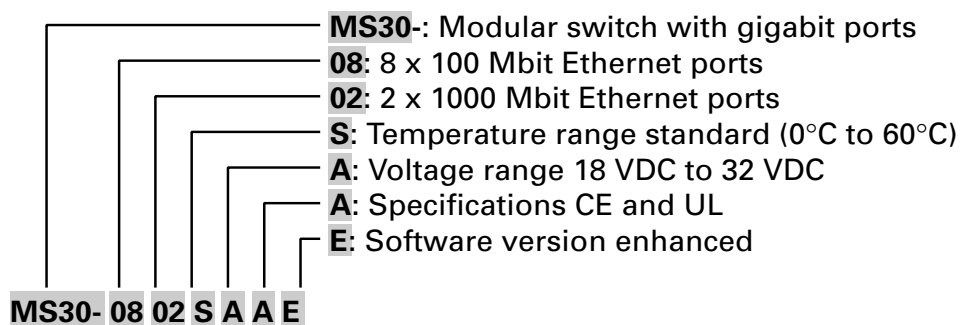 MS30-: Modular switch with gigabit ports
08: 8 x 100 Mbit Ethernet ports
02: 2 x 1000 Mbit Ethernet ports
S: Temperature range standard (0°C to 60°C)
A: Voltage range 18 VDC to 32 VDC
A: Specifications CE and UL
E: Software version enhanced
MS30- 08 02 S A A E